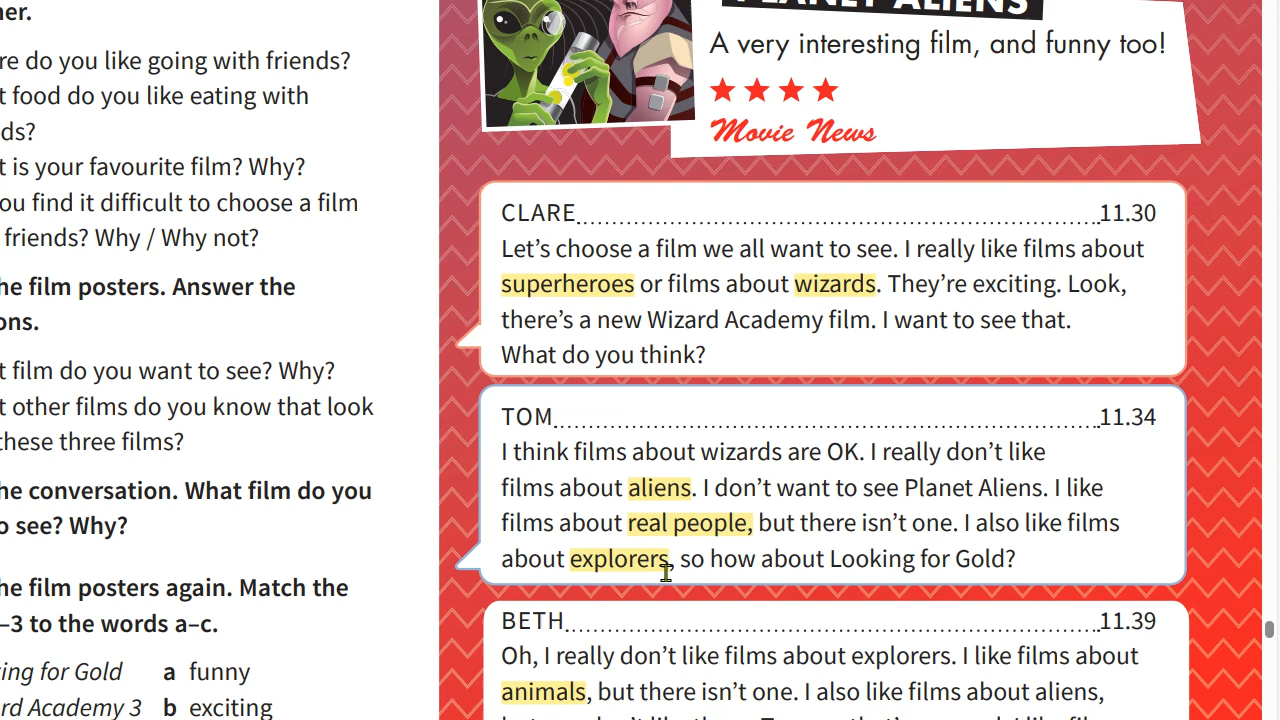 ner.
re do you like going with friends?
t food do you like eating with
ds?
t is your favourite film? Why?
ou find it difficult to choose a film
friends? Why / Why not?
he film posters. Answer the
ons.
t film do you want to see? Why?
t other films do you know that look
these three films?
he conversation. What film do you
o see? Why?
he film posters again. Match the
–3 to the words a–c.
ing for Gold a funny
rd Academy 3 b exciting
PLANET ALIENS
A very interesting film, and funny too!
Movie News
CLARE 11.30
Let's choose a film we all want to see. I really like films about
superheroes or films about wizards. They're exciting. Look,
there's a new Wizard Academy film. I want to see that.
What do you think?
TOM 11.34
I think films about wizards are OK. I really don't like
films about aliens. I don't want to see Planet Aliens. I like
films about real people, but there isn't one. I also like films
about explorers, so how about Looking for Gold?
BETH 11.39
Oh, I really don't like films about explorers. I like films about
animals, but there isn't one. I also like films about aliens,